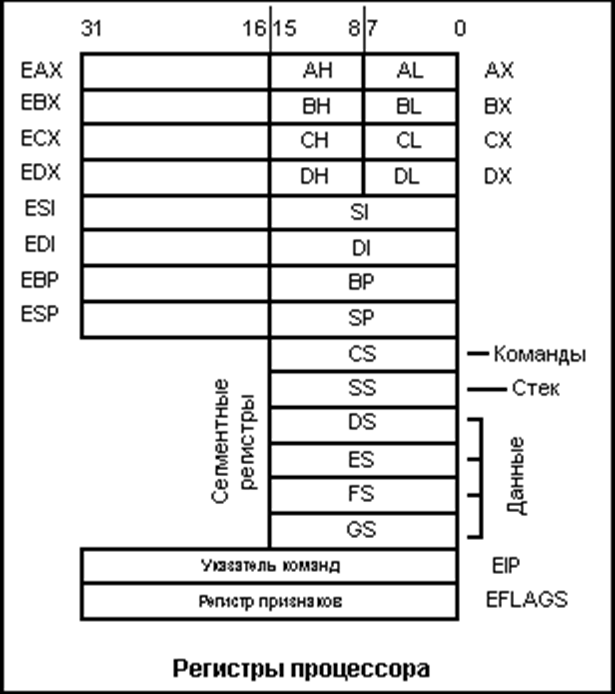 31 16 15 8 7 0
EAX AH AL AX
EBX BH BL BX
ECX CH CL CX
EDX DH DL DX
ESI SI
EDI DI
EBP BP
ESP SP
CS Команды
SS Стек
DS
ES
FS
GS
Сегментные
регистры
Данные
Указатель команд EIP
Регистр признаков EFLAGS
Регистры процессора